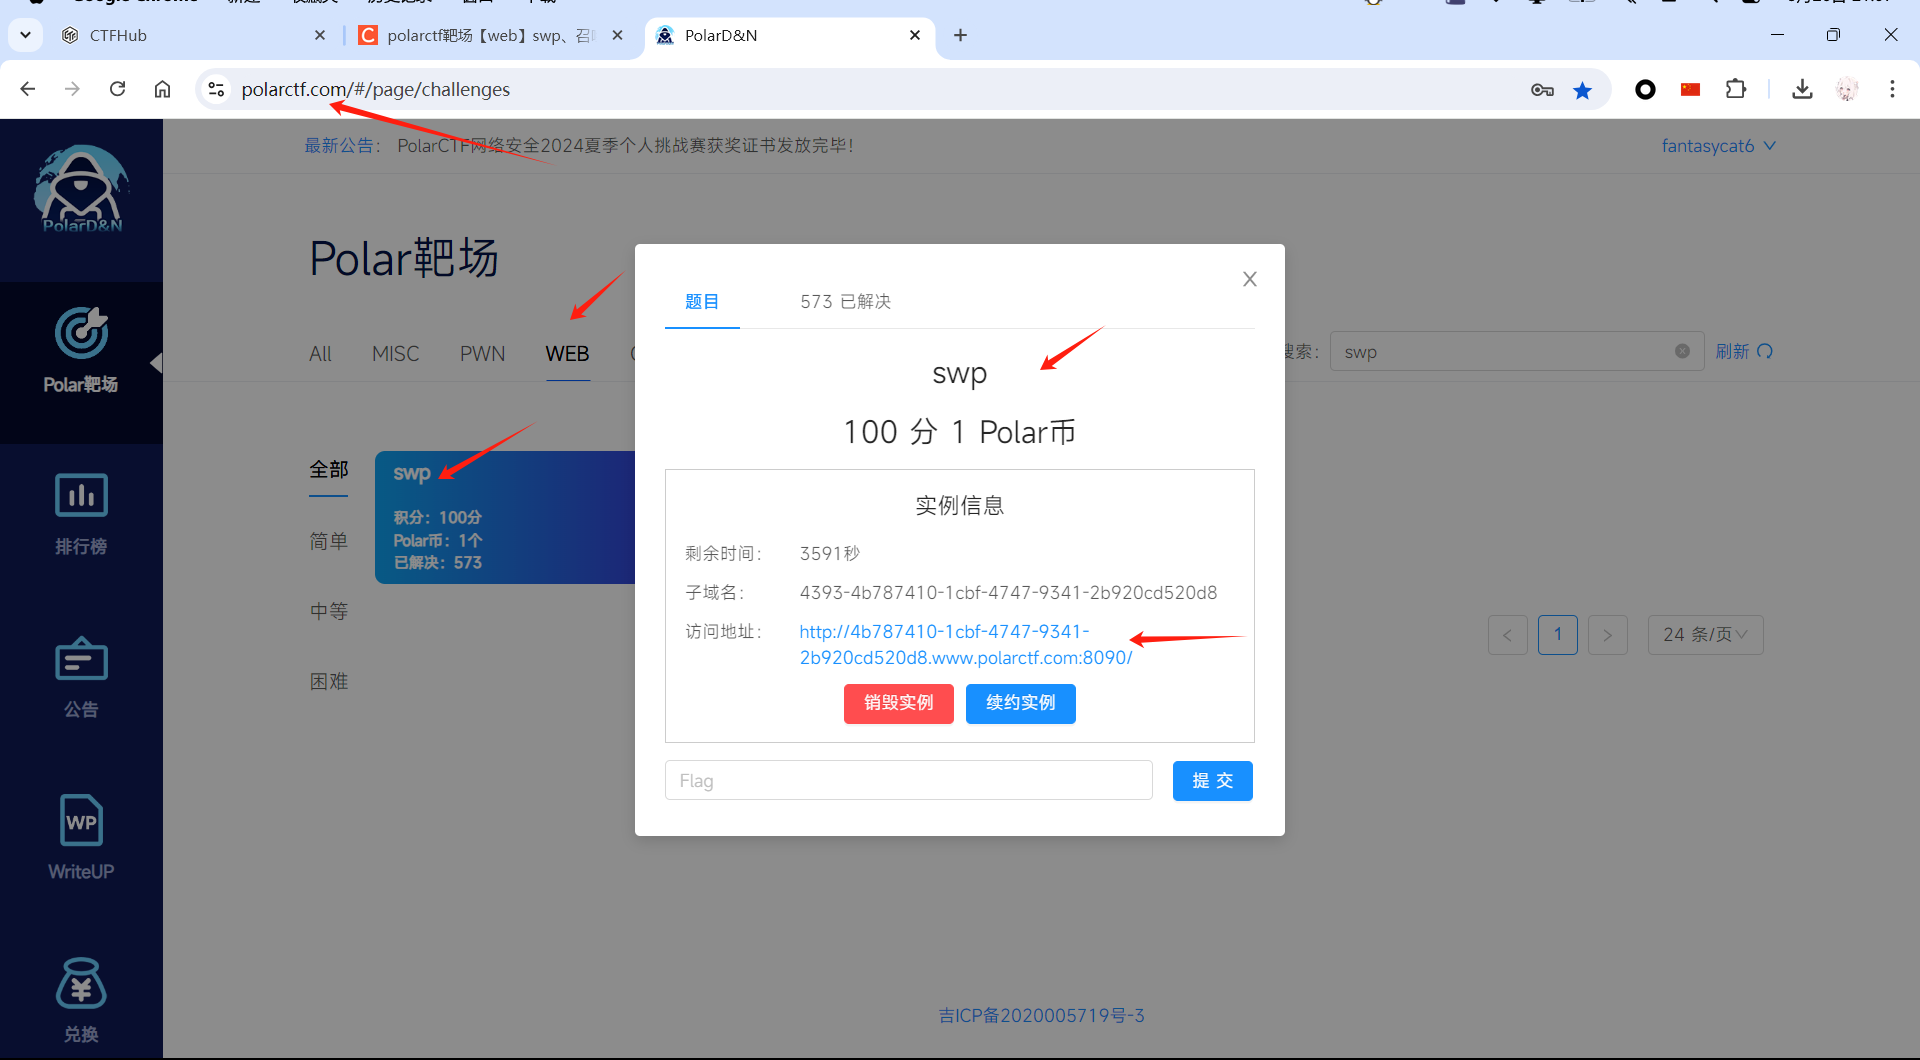 CTFHub
polarctf靶场【web】swp、召
PolarD&N
polarctf.com/#/page/challenges
最新公告： PolarCTF网络安全2024夏季个人挑战赛获奖证书发放完毕！
fantasycat6
PolarD&N
Polar靶场
All MISC PWN WEB
搜索： swp 刷新
Polar靶场
排行榜
公告
WP
WriteUP
兑换
全部
简单
中等
困难
swp
积分：100分
Polar币：1个
已解决：573
题目 573 已解决
X
swp
100 分 1 Polar币
实例信息
剩余时间： 3591秒
子域名： 4393-4b787410-1cbf-4747-9341-2b920cd520d8
访问地址： http://4b787410-1cbf-4747-9341-
2b920cd520d8.www.polarctf.com:8090/
销毁实例 续约实例
Flag 提 交
< 1 > 24 条/页
吉ICP备2020005719号-3